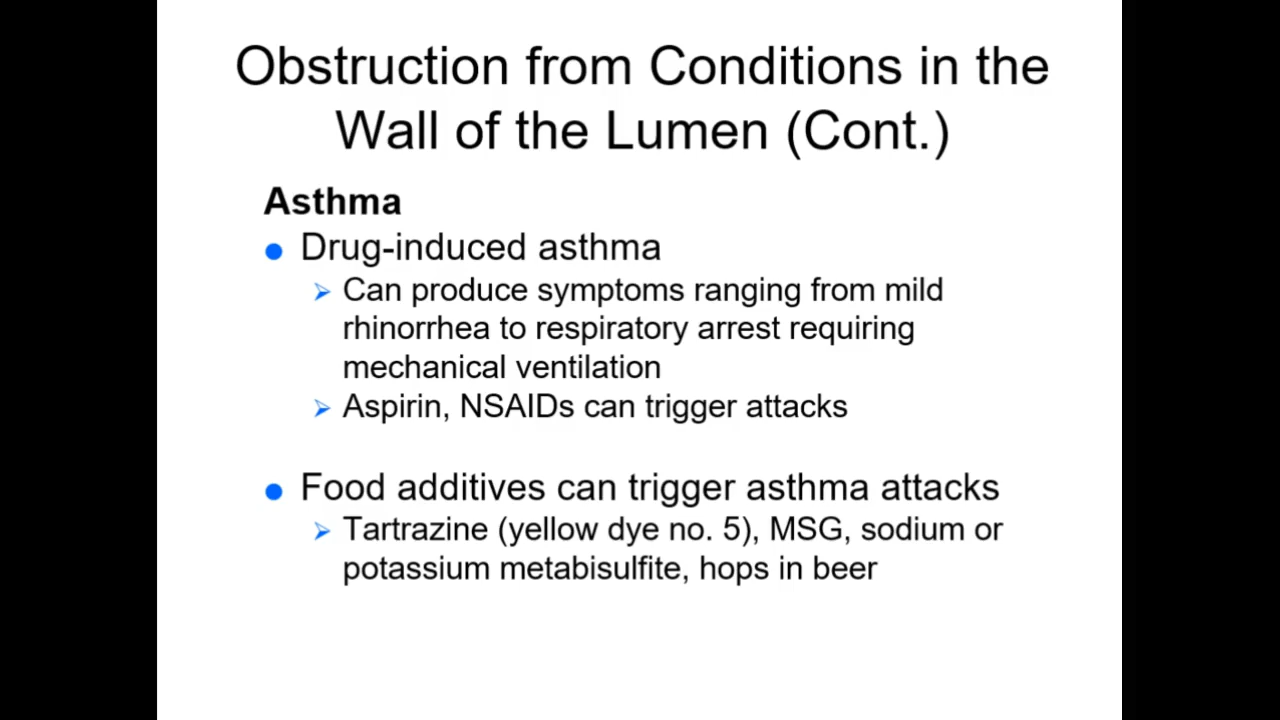 Obstruction from Conditions in the
Wall of the Lumen (Cont.)
Asthma
● Drug-induced asthma
➢ Can produce symptoms ranging from mild
rhinorrhea to respiratory arrest requiring
mechanical ventilation
➢ Aspirin, NSAIDs can trigger attacks
● Food additives can trigger asthma attacks
➢ Tartrazine (yellow dye no. 5), MSG, sodium or
potassium metabisulfite, hops in beer